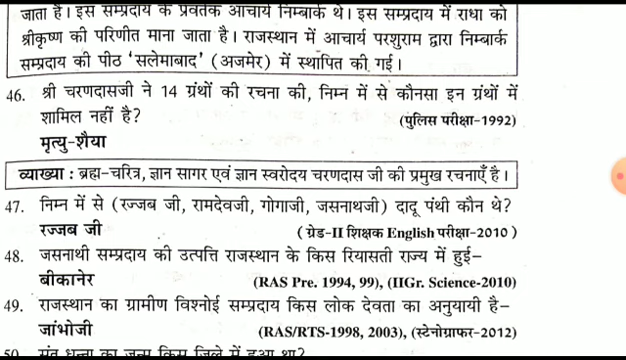 जाता है। इस सम्प्रदाय के प्रवर्तक आचार्य निम्बार्क थे। इस सम्प्रदाय में राधा को
श्रीकृष्ण की परिणीत माना जाता है। राजस्थान में आचार्य परशुराम द्वारा निम्बार्क
सम्प्रदाय की पीठ ‘सलेमाबाद’ (अजमेर) में स्थापित की गई।
46. श्री चरणदासजी ने 14 ग्रंथों की रचना की, निम्न में से कौनसा इन ग्रंथों में
शामिल नहीं है? (पुलिस परीक्षा-1992)
मृत्यु-शैया
व्याख्या : ब्रह्म-चरित्र, ज्ञान सागर एवं ज्ञान स्वरोदय चरणदास जी की प्रमुख रचनाएँ है।
47. निम्न में से (रज्जब जी, रामदेवजी, गोगाजी, जसनाथजी) दादू पंथी कौन थे?
रज्जब जी ( ग्रेड-II शिक्षक English परीक्षा-2010 )
48. जसनाथी सम्प्रदाय की उत्पत्ति राजस्थान के किस रियासती राज्य में हुई-
बीकानेर (RAS Pre. 1994, 99), (IIGr. Science-2010)
49. राजस्थान का ग्रामीण विश्नोई सम्प्रदाय किस लोक देवता का अनुयायी है-
जांभोजी (RAS/RTS-1998, 2003), (स्टेनोग्राफर-2012)
50. संत धन्ना का जन्म किस जिले में हुआ था?